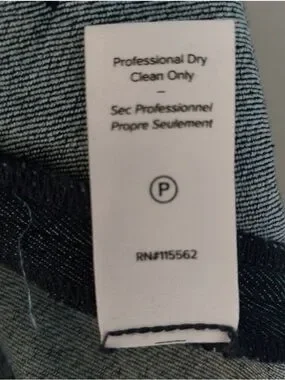 Professional Dry
Clean Only
–
Sec Professionnel
Propre Seulement
P
RN#115562